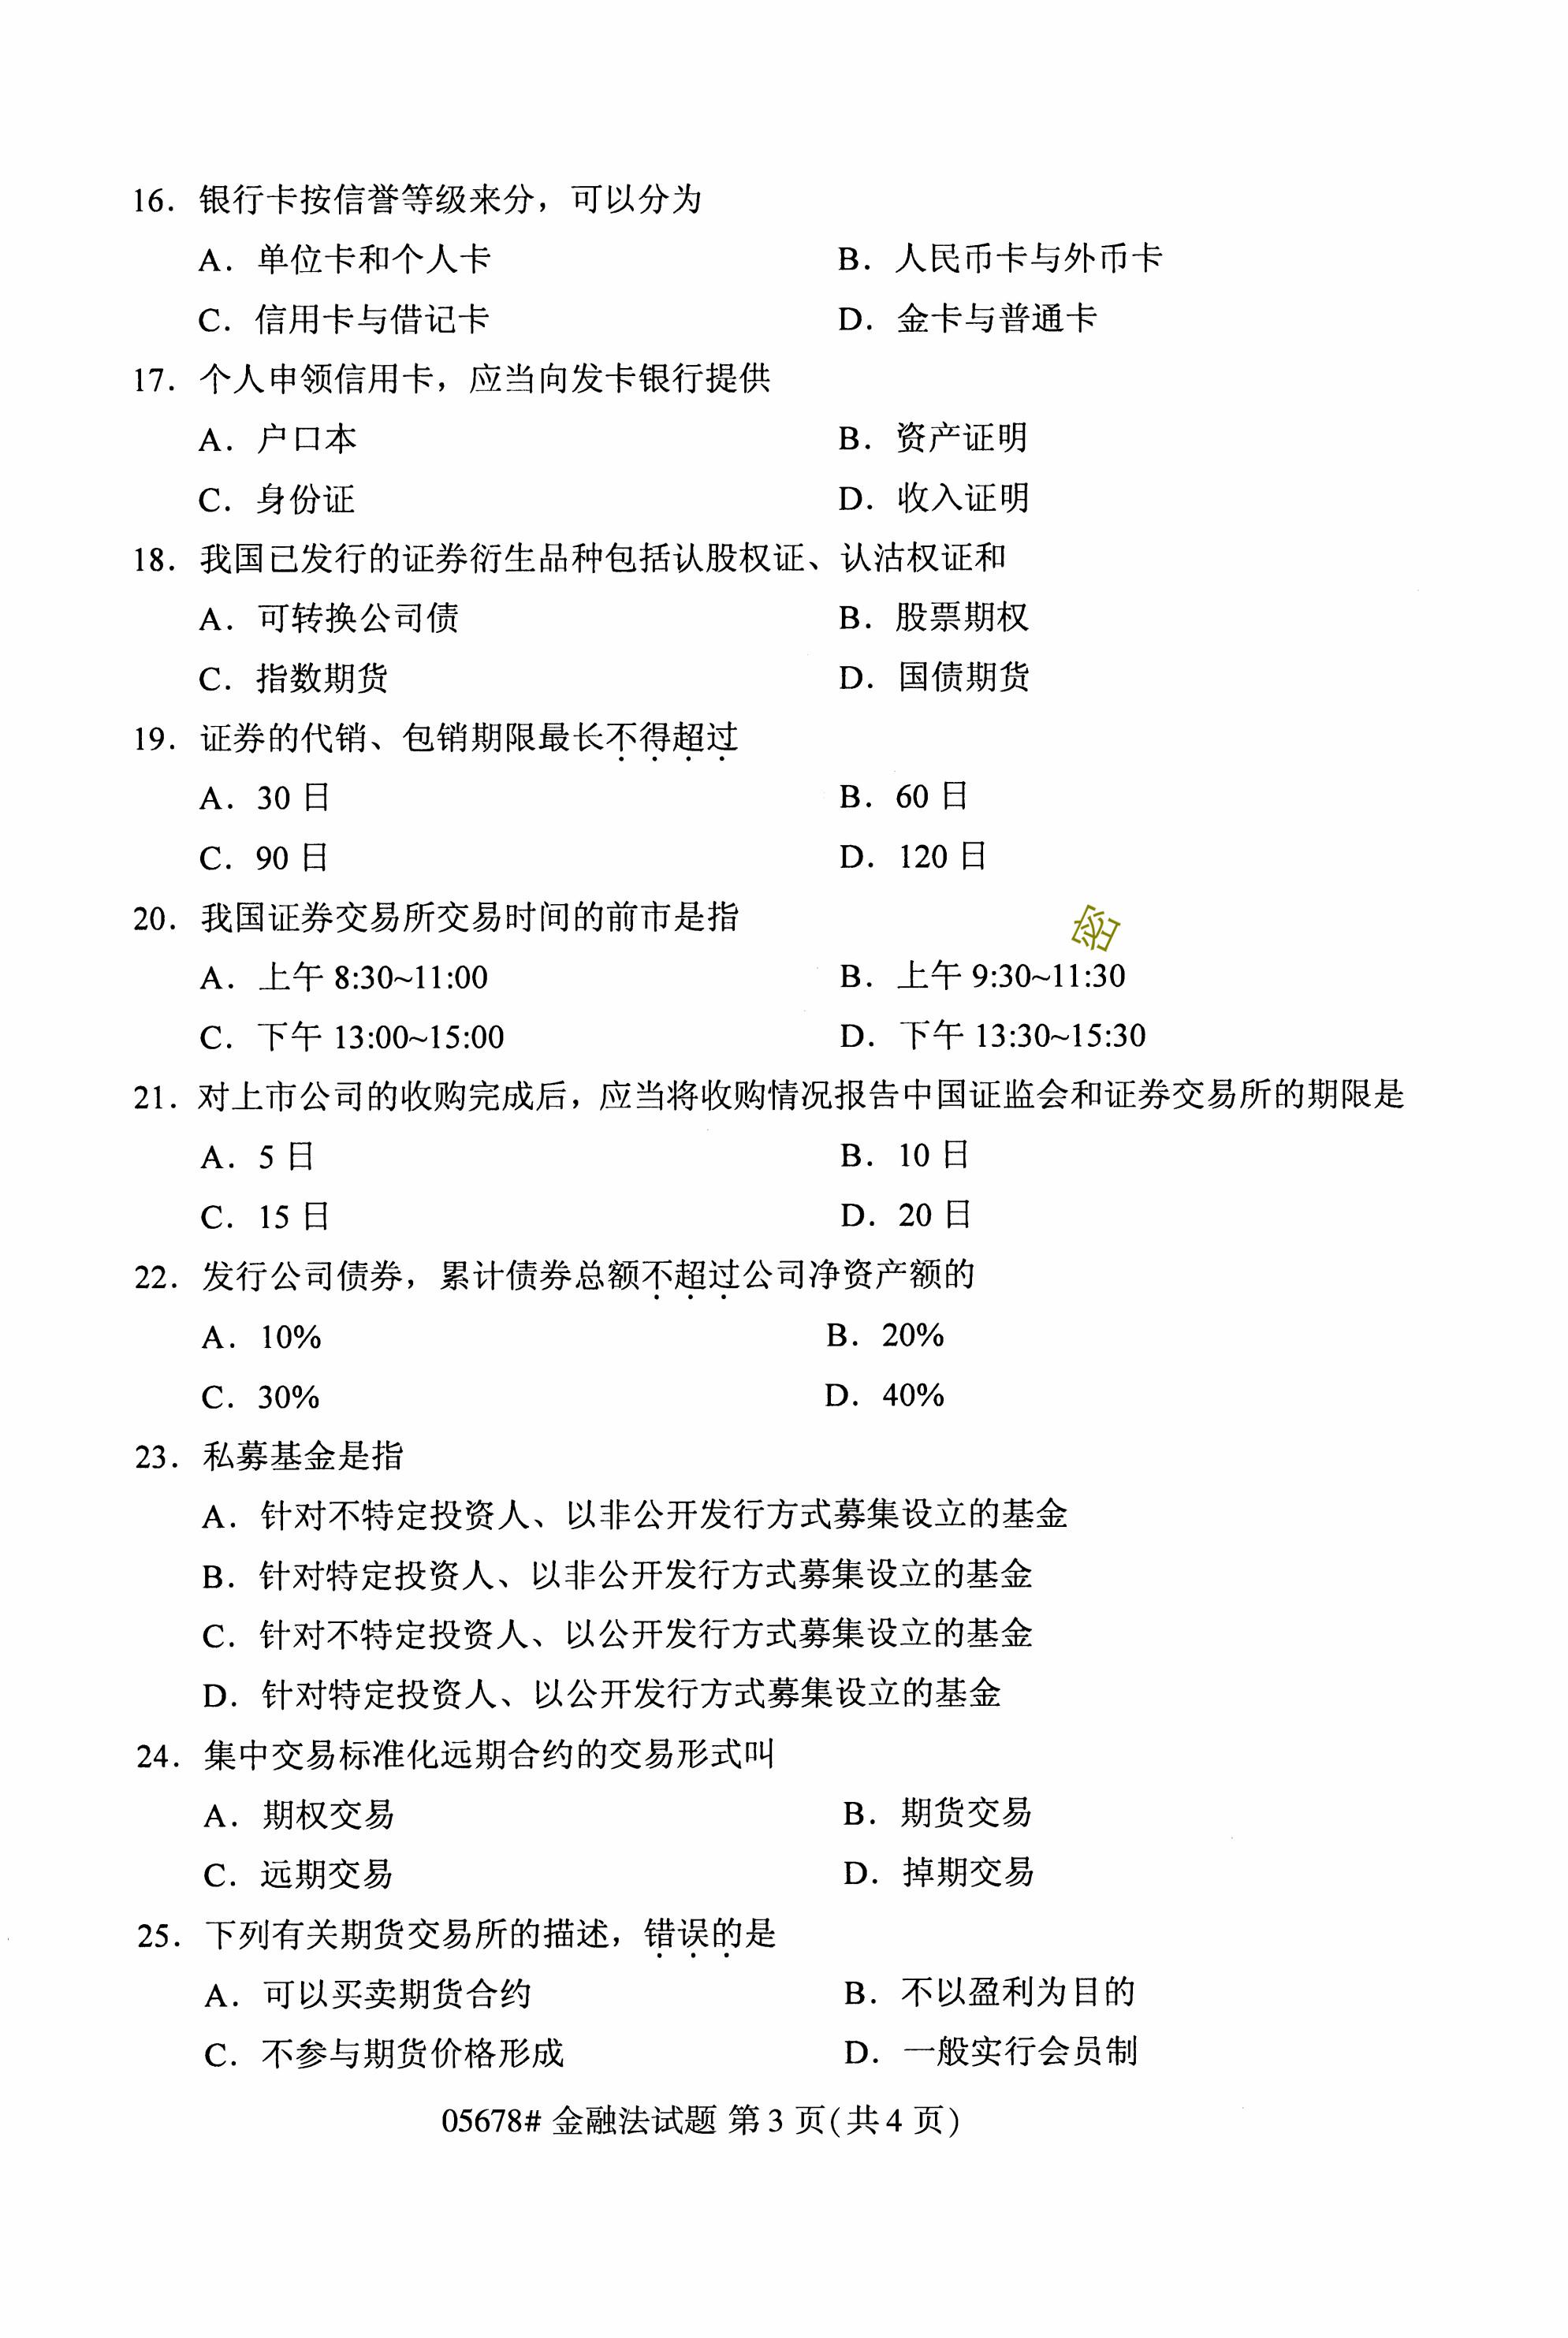 16. 银行卡按信誉等级来分，可以分为
A. 单位卡和个人卡 B. 人民币卡与外币卡
C. 信用卡与借记卡 D. 金卡与普通卡
17. 个人申领信用卡，应当向发卡银行提供
A. 户口本 B. 资产证明
C. 身份证 D. 收入证明
18. 我国已发行的证券衍生品种包括认股权证、认沽权证和
A. 可转换公司债 B. 股票期权
C. 指数期货 D. 国债期货
19. 证券的代销、包销期限最长不得超过
A. 30 日 B. 60 日
C. 90 日 D. 120 日
20. 我国证券交易所交易时间的前市是指
密
A. 上午 8:30~11:00 B. 上午 9:30~11:30
C. 下午 13:00~15:00 D. 下午 13:30~15:30
21. 对上市公司的收购完成后，应当将收购情况报告中国证监会和证券交易所的期限是
A. 5 日 B. 10 日
C. 15 日 D. 20 日
22. 发行公司债券，累计债券总额不超过公司净资产额的
A. 10% B. 20%
C. 30% D. 40%
23. 私募基金是指
A. 针对不特定投资人、以非公开发行方式募集设立的基金
B. 针对特定投资人、以非公开发行方式募集设立的基金
C. 针对不特定投资人、以公开发行方式募集设立的基金
D. 针对特定投资人、以公开发行方式募集设立的基金
24. 集中交易标准化远期合约的交易形式叫
A. 期权交易 B. 期货交易
C. 远期交易 D. 掉期交易
25. 下列有关期货交易所的描述，错误的是
A. 可以买卖期货合约 B. 不以盈利为目的
C. 不参与期货价格形成 D. 一般实行会员制
05678# 金融法试题 第 3 页(共 4 页)